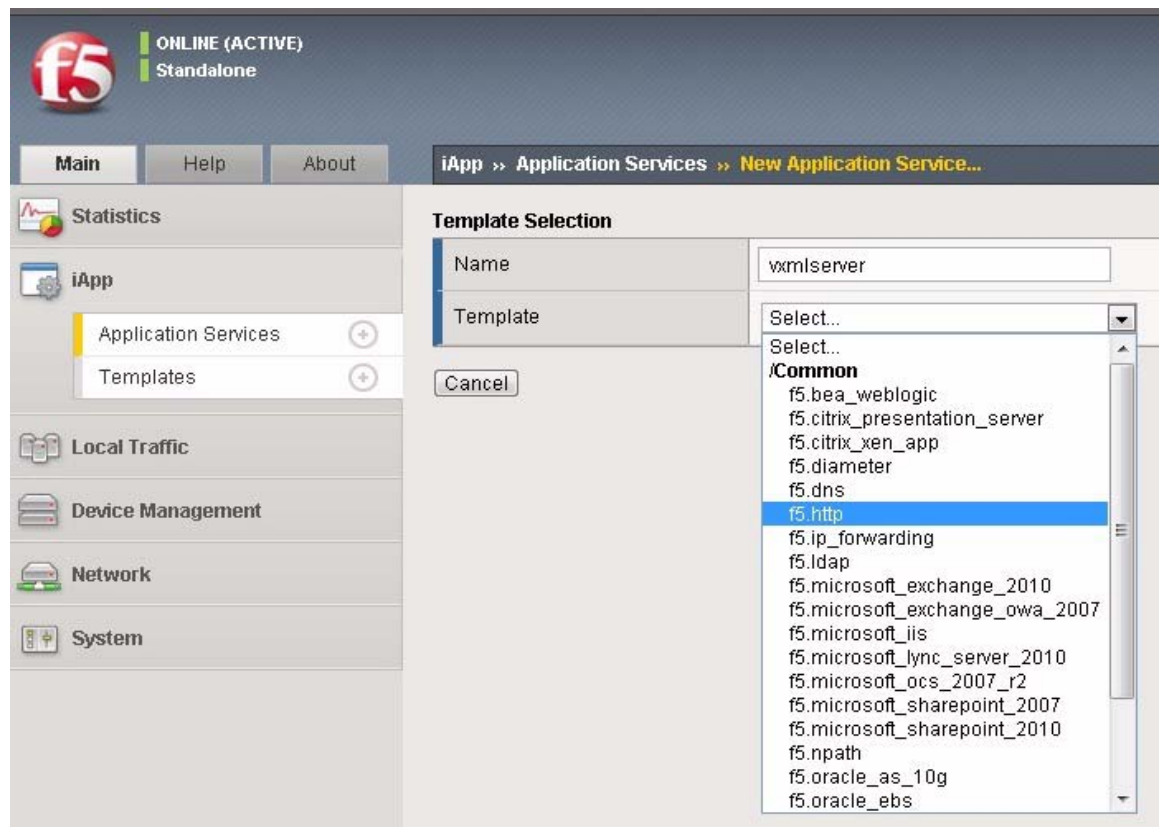 f5
ONLINE (ACTIVE)
Standalone
Main Help About
iApp » Application Services » New Application Service...
Statistics
iApp
Application Services
Templates
Local Traffic
Device Management
Network
System
Template Selection
Name vxmlserver
Template Select...
Select...
/Common
f5.bea_weblogic
f5.citrix_presentation_server
f5.citrix_xen_app
f5.diameter
f5.dns
f5.http
f5.ip_forwarding
f5.ldap
f5.microsoft_exchange_2010
f5.microsoft_exchange_owa_2007
f5.microsoft_iis
f5.microsoft_lync_server_2010
f5.microsoft_ocs_2007_r2
f5.microsoft_sharepoint_2007
f5.microsoft_sharepoint_2010
f5.npath
f5.oracle_as_10g
f5.oracle_ebs
Cancel